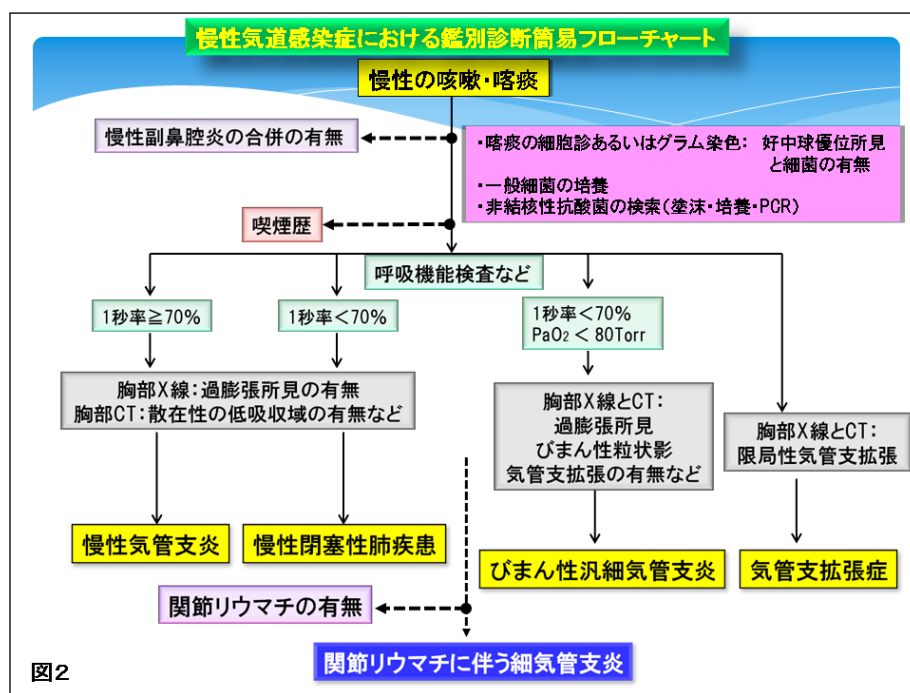 慢性気道感染症における鑑別診断簡易フローチャート
慢性の咳嗽・喀痰
慢性副鼻腔炎の合併の有無
・喀痰の細胞診あるいはグラム染色： 好中球優位所見
と細菌の有無
・一般細菌の培養
・非結核性抗酸菌の検索(塗沫・培養・PCR)
喫煙歴
呼吸機能検査など
1秒率≧70%
1秒率<70%
1秒率<70%
PaO₂ < 80Torr
胸部X線：過膨張所見の有無
胸部CT：散在性の低吸収域の有無など
胸部X線とCT：
過膨張所見
びまん性粒状影
気管支拡張の有無など
胸部X線とCT：
限局性気管支拡張
慢性気管支炎
慢性閉塞性肺疾患
びまん性汎細気管支炎
気管支拡張症
関節リウマチの有無
関節リウマチに伴う細気管支炎
図2